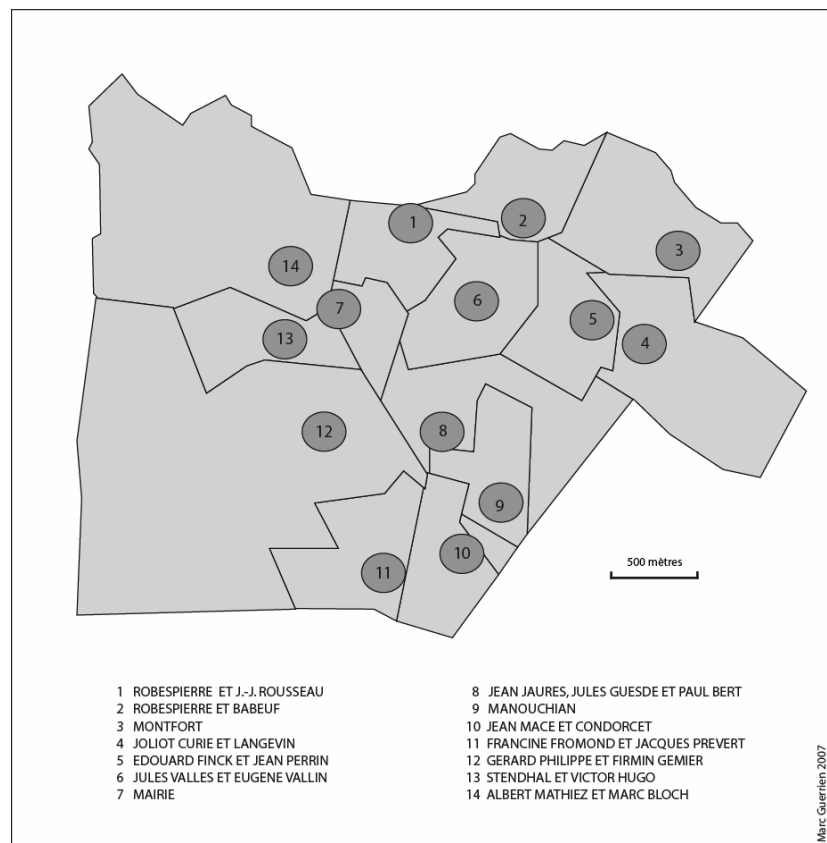 1
2
3
14
6
7
5
13
4
12
8
9
10
11
500 mètres
1 ROBESPIERRE ET J.-J. ROUSSEAU
2 ROBESPIERRE ET BABEUF
3 MONTFORT
4 JOLIOT CURIE ET LANGEVIN
5 EDOUARD FINCK ET JEAN PERRIN
6 JULES VALLES ET EUGENE VALLIN
7 MAIRIE
8 JEAN JAURES, JULES GUESDE ET PAUL BERT
9 MANOUCHIAN
10 JEAN MACE ET CONDORCET
11 FRANCINE FROMOND ET JACQUES PREVERT
12 GERARD PHILIPPE ET FIRMIN GEMIER
13 STENDHAL ET VICTOR HUGO
14 ALBERT MATHIEZ ET MARC BLOCH
Marc Guerrien 2007